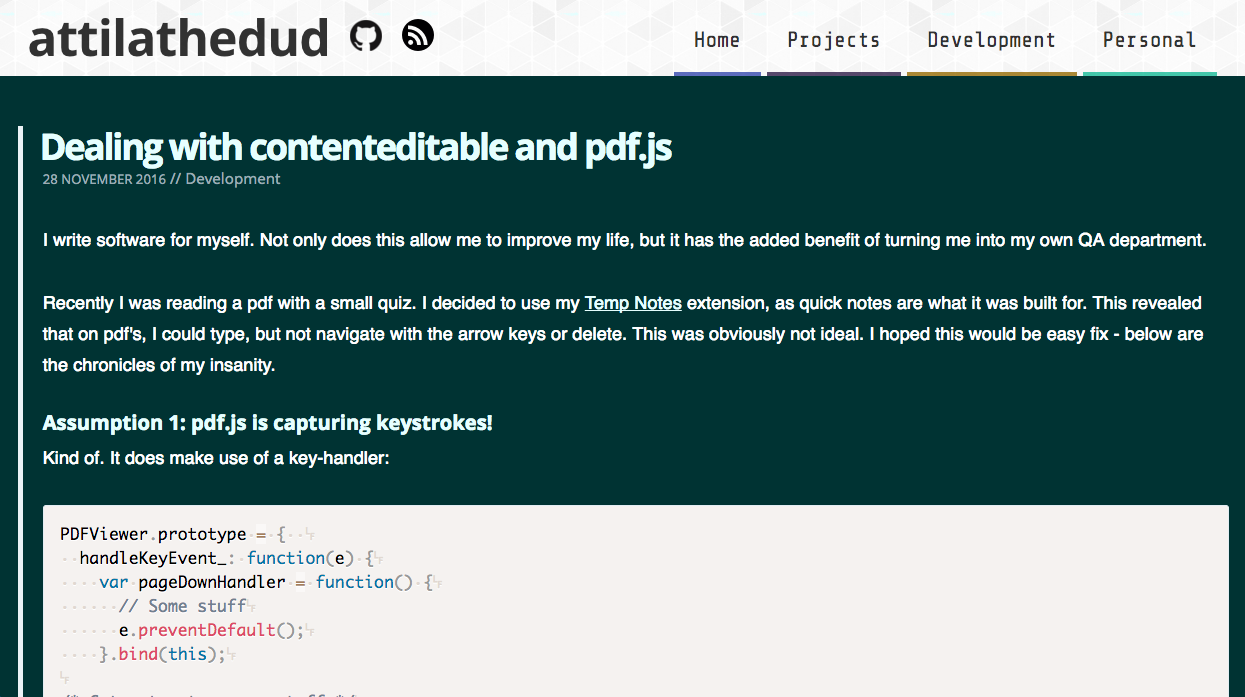 attilathedud
Home Projects Development Personal
Dealing with contenteditable and pdf.js
28 NOVEMBER 2016 // Development
I write software for myself. Not only does this allow me to improve my life, but it has the added benefit of turning me into my own QA department.
Recently I was reading a pdf with a small quiz. I decided to use my Temp Notes extension, as quick notes are what it was built for. This revealed
that on pdf's, I could type, but not navigate with the arrow keys or delete. This was obviously not ideal. I hoped this would be easy fix - below are
the chronicles of my insanity.
Assumption 1: pdf.js is capturing keystrokes!
Kind of. It does make use of a key-handler:
PDFViewer.prototype = {
  handleKeyEvent_: function(e) {
    var pageDownHandler = function() {
      // Some stuff
      e.preventDefault();
    }.bind(this);